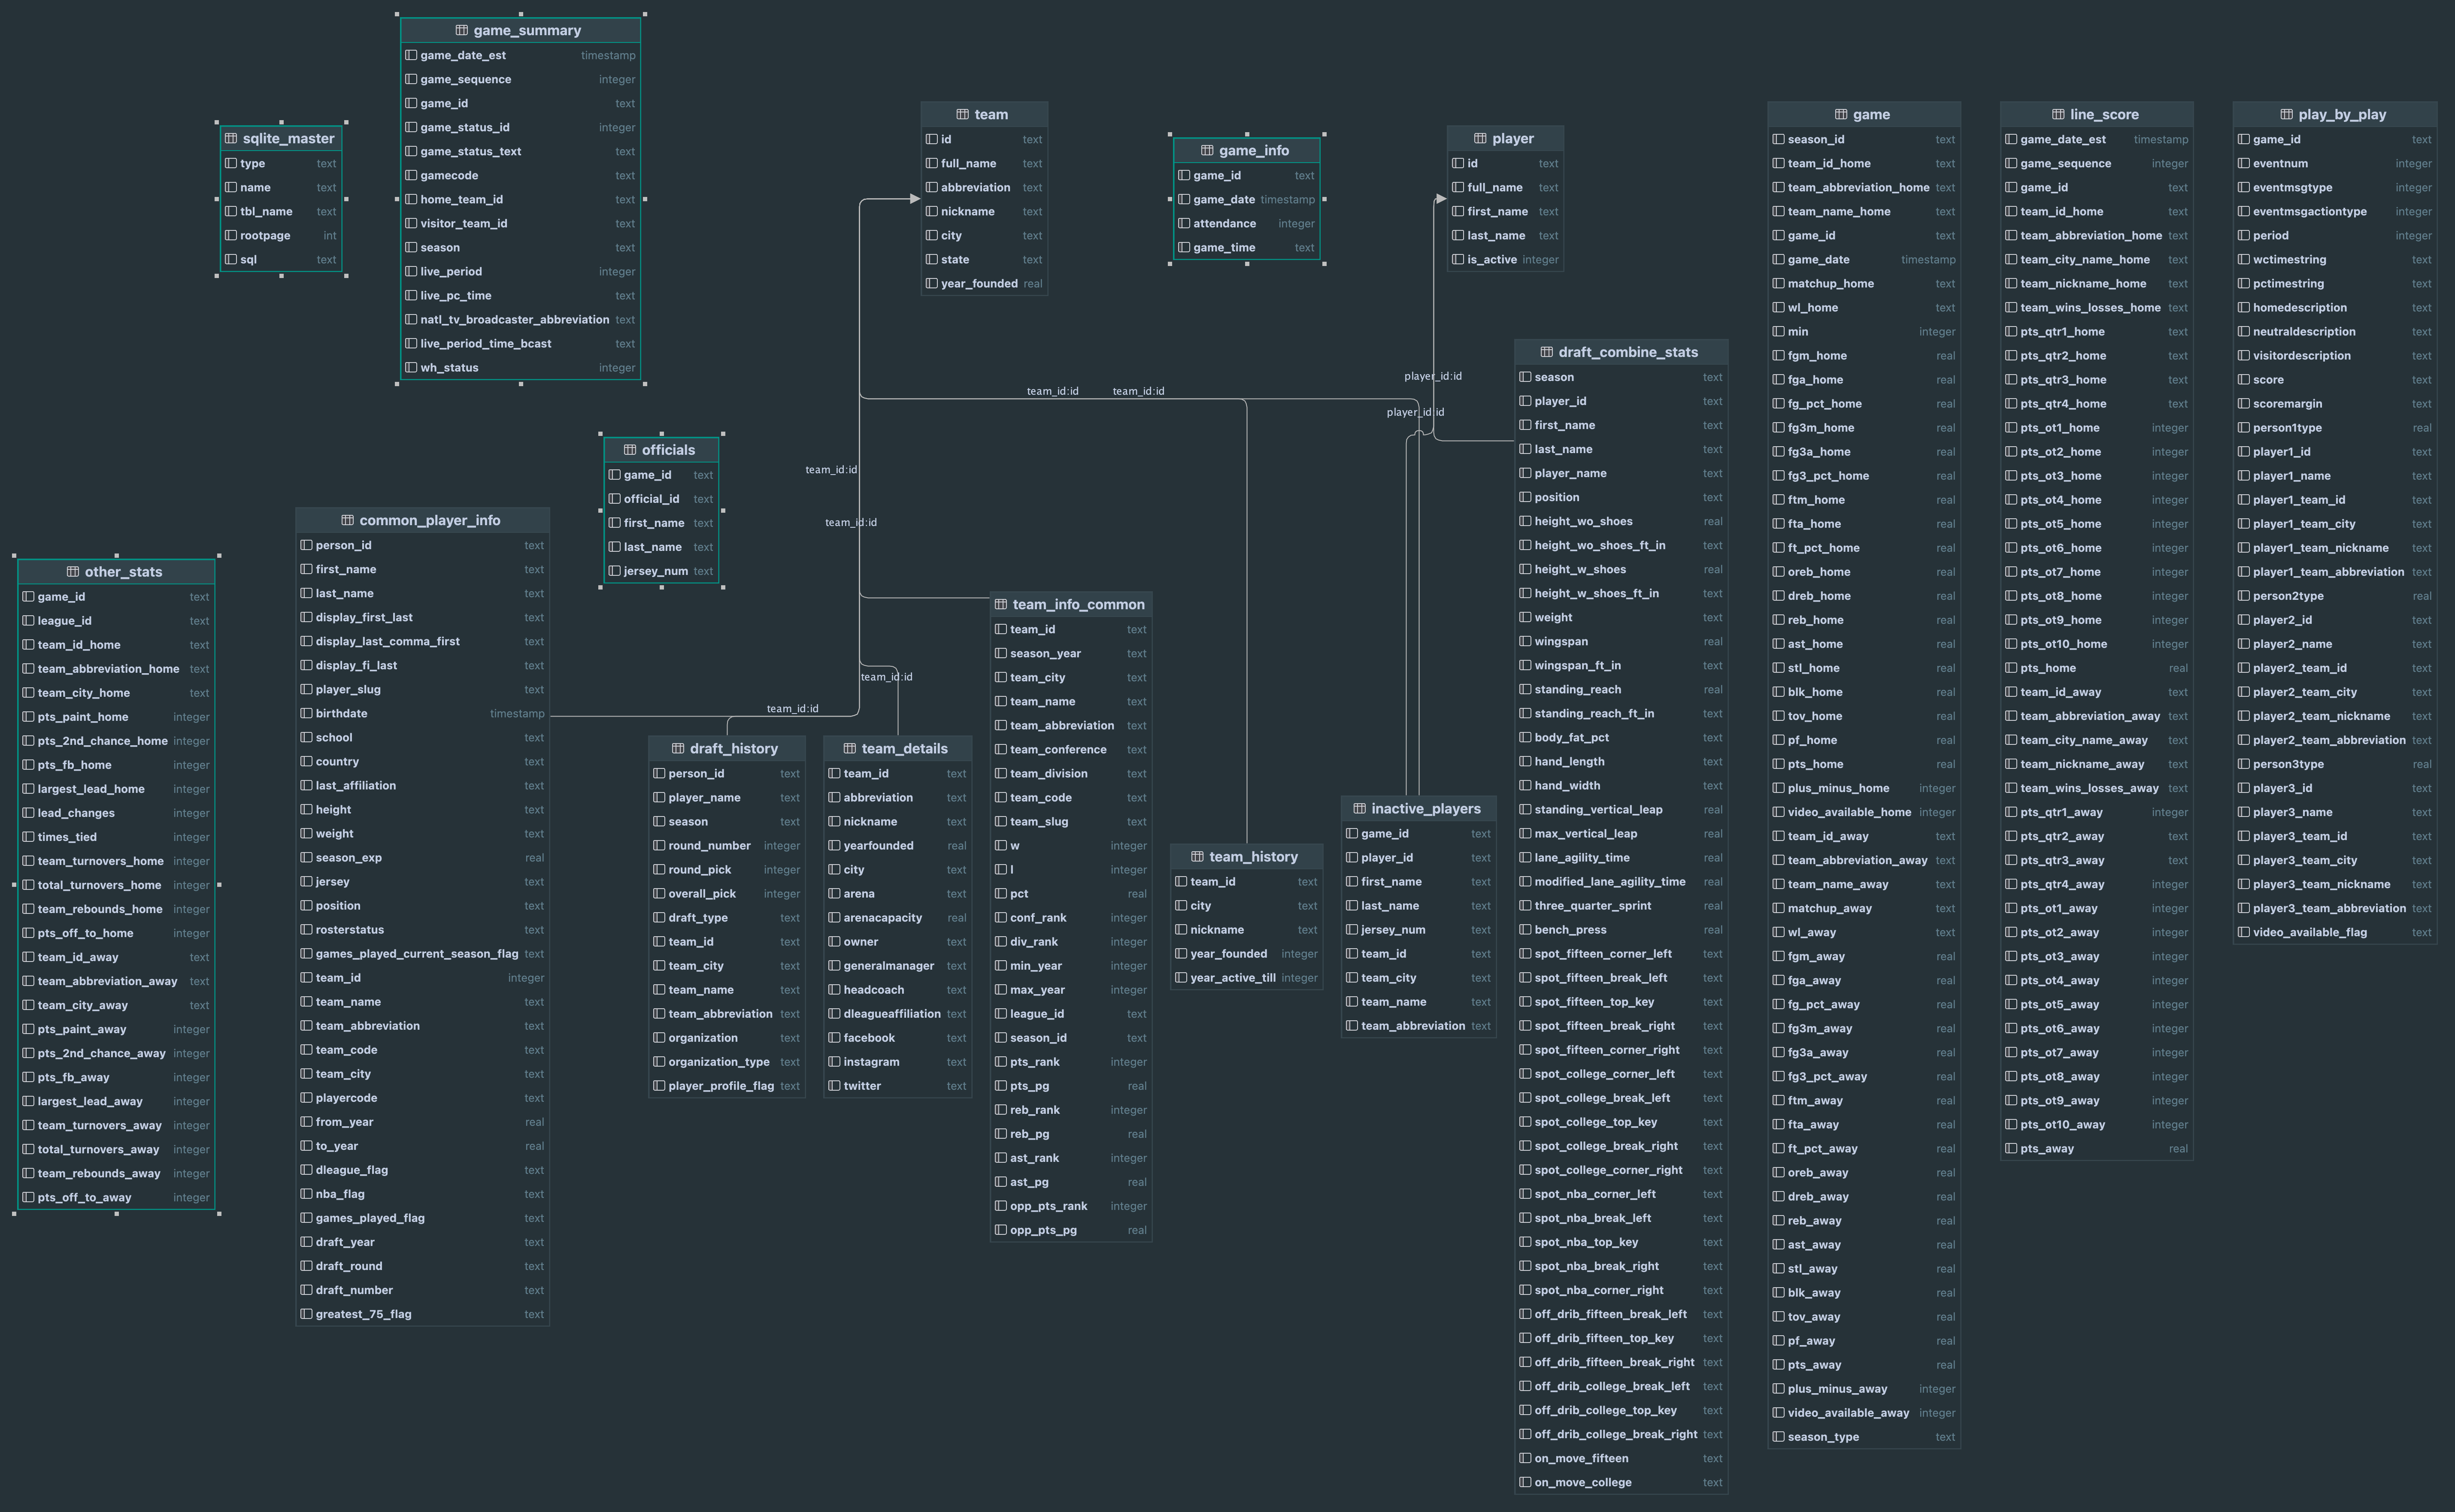 game_summary
game_date_est timestamp
game_sequence integer
game_id text
game_status_id integer
game_status_text text
gamecode text
home_team_id text
visitor_team_id text
season text
live_period integer
live_pc_time text
natl_tv_broadcaster_abbreviation text
live_period_time_bcast text
wh_status integer
sqlite_master
type text
name text
tbl_name text
rootpage int
sql text
team
id text
full_name text
abbreviation text
nickname text
city text
state text
year_founded real
game_info
game_id text
game_date timestamp
attendance integer
game_time text
player
id text
full_name text
first_name text
last_name text
is_active integer
team_id:id
team_id:id
player_id:id
player_id:id
team_id:id
team_id:id
team_id:id
team_id:id
officials
game_id text
official_id text
first_name text
last_name text
jersey_num text
other_stats
game_id text
league_id text
team_id_home text
team_abbreviation_home text
team_city_home text
pts_paint_home integer
pts_2nd_chance_home integer
pts_fb_home integer
largest_lead_home integer
lead_changes integer
times_tied integer
team_turnovers_home integer
total_turnovers_home integer
team_rebounds_home integer
pts_off_to_home integer
team_id_away text
team_abbreviation_away text
team_city_away text
pts_paint_away integer
pts_2nd_chance_away integer
pts_fb_away integer
largest_lead_away integer
team_turnovers_away integer
total_turnovers_away integer
team_rebounds_away integer
pts_off_to_away integer
common_player_info
person_id text
first_name text
last_name text
display_first_last text
display_last_comma_first text
display_fi_last text
player_slug text
birthdate timestamp
school text
country text
last_affiliation text
height text
weight text
season_exp real
jersey text
position text
rosterstatus text
games_played_current_season_flag text
team_id integer
team_name text
team_abbreviation text
team_code text
team_city text
playercode text
from_year real
to_year real
dleague_flag text
nba_flag text
games_played_flag text
draft_year text
draft_round text
draft_number text
greatest_75_flag text
draft_history
person_id text
player_name text
season text
round_number integer
round_pick integer
overall_pick integer
draft_type text
team_id text
team_city text
team_name text
team_abbreviation text
organization text
organization_type text
player_profile_flag text
team_details
team_id text
abbreviation text
nickname text
yearfounded real
city text
arena text
arenacapacity real
owner text
generalmanager text
headcoach text
dleagueaffiliation text
facebook text
instagram text
twitter text
team_info_common
team_id text
season_year text
team_city text
team_name text
team_abbreviation text
team_conference text
team_division text
team_code text
team_slug text
w integer
l integer
pct real
conf_rank integer
div_rank integer
min_year integer
max_year integer
league_id text
season_id text
pts_rank integer
pts_pg real
reb_rank integer
reb_pg real
ast_rank integer
ast_pg real
opp_pts_rank integer
opp_pts_pg real
team_history
team_id text
city text
nickname text
year_founded integer
year_active_till integer
inactive_players
game_id text
player_id text
first_name text
last_name text
jersey_num text
team_id text
team_city text
team_name text
team_abbreviation text
draft_combine_stats
season text
player_id text
first_name text
last_name text
player_name text
position text
height_wo_shoes real
height_wo_shoes_ft_in text
height_w_shoes real
height_w_shoes_ft_in text
weight text
wingspan real
wingspan_ft_in text
standing_reach real
standing_reach_ft_in text
body_fat_pct text
hand_length text
hand_width text
standing_vertical_leap real
max_vertical_leap real
lane_agility_time real
modified_lane_agility_time real
three_quarter_sprint real
bench_press real
spot_fifteen_corner_left text
spot_fifteen_break_left text
spot_fifteen_top_key text
spot_fifteen_break_right text
spot_fifteen_corner_right text
spot_college_corner_left text
spot_college_break_left text
spot_college_top_key text
spot_college_break_right text
spot_college_corner_right text
spot_nba_corner_left text
spot_nba_break_left text
spot_nba_top_key text
spot_nba_break_right text
spot_nba_corner_right text
off_drib_fifteen_break_left text
off_drib_fifteen_top_key text
off_drib_fifteen_break_right text
off_drib_college_break_left text
off_drib_college_top_key text
off_drib_college_break_right text
on_move_fifteen text
on_move_college text
game
season_id text
team_id_home text
team_abbreviation_home text
team_name_home text
game_id text
game_date timestamp
matchup_home text
wl_home text
min integer
fgm_home real
fga_home real
fg_pct_home real
fg3m_home real
fg3a_home real
fg3_pct_home real
ftm_home real
fta_home real
ft_pct_home real
oreb_home real
dreb_home real
reb_home real
ast_home real
stl_home real
blk_home real
tov_home real
pf_home real
pts_home real
plus_minus_home integer
video_available_home integer
team_id_away text
team_abbreviation_away text
team_name_away text
matchup_away text
wl_away text
fgm_away real
fga_away real
fg_pct_away real
fg3m_away real
fg3a_away real
fg3_pct_away real
ftm_away real
fta_away real
ft_pct_away real
oreb_away real
dreb_away real
reb_away real
ast_away real
stl_away real
blk_away real
tov_away real
pf_away real
pts_away real
plus_minus_away integer
video_available_away integer
season_type text
line_score
game_date_est timestamp
game_sequence integer
game_id text
team_id_home text
team_abbreviation_home text
team_city_name_home text
team_nickname_home text
team_wins_losses_home text
pts_qtr1_home text
pts_qtr2_home text
pts_qtr3_home text
pts_qtr4_home text
pts_ot1_home integer
pts_ot2_home integer
pts_ot3_home integer
pts_ot4_home integer
pts_ot5_home integer
pts_ot6_home integer
pts_ot7_home integer
pts_ot8_home integer
pts_ot9_home integer
pts_ot10_home integer
pts_home real
team_id_away text
team_abbreviation_away text
team_city_name_away text
team_nickname_away text
team_wins_losses_away text
pts_qtr1_away integer
pts_qtr2_away text
pts_qtr3_away text
pts_qtr4_away integer
pts_ot1_away integer
pts_ot2_away integer
pts_ot3_away integer
pts_ot4_away integer
pts_ot5_away integer
pts_ot6_away integer
pts_ot7_away integer
pts_ot8_away integer
pts_ot9_away integer
pts_ot10_away integer
pts_away real
play_by_play
game_id text
eventnum integer
eventmsgtype integer
eventmsgactiontype integer
period integer
wctimestring text
pctimestring text
homedescription text
neutraldescription text
visitordescription text
score text
scoremargin text
person1type real
player1_id text
player1_name text
player1_team_id text
player1_team_city text
player1_team_nickname text
player1_team_abbreviation text
person2type real
player2_id text
player2_name text
player2_team_id text
player2_team_city text
player2_team_nickname text
player2_team_abbreviation text
person3type real
player3_id text
player3_name text
player3_team_id text
player3_team_city text
player3_team_nickname text
player3_team_abbreviation text
video_available_flag text